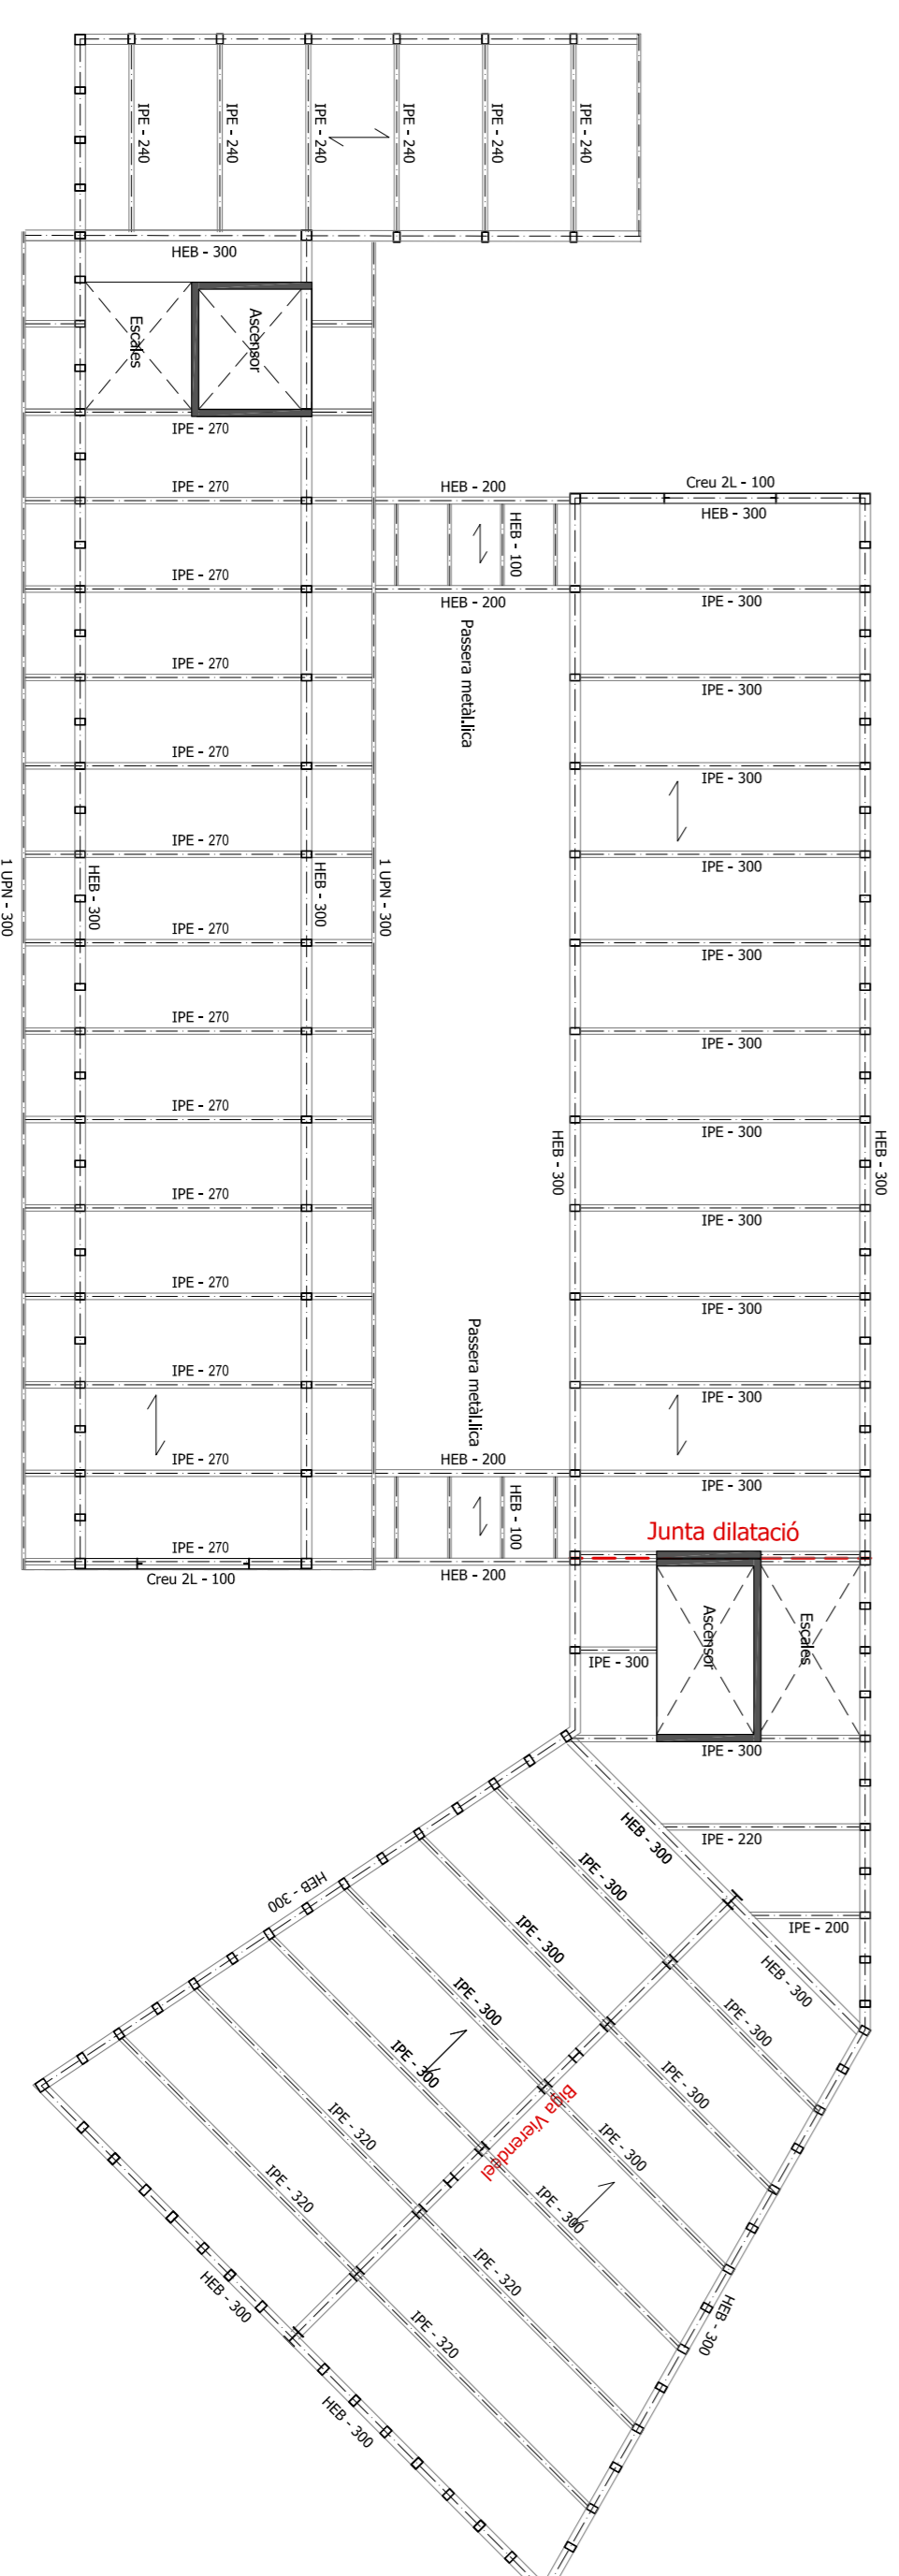 IPE - 240
IPE - 240
IPE - 240
IPE - 240
IPE - 240
IPE - 240
HEB - 300
Escales
Ascensor
IPE - 270
IPE - 270
HEB - 200
Creu 2L - 100
HEB - 300
HEB - 100
IPE - 270
HEB - 200
IPE - 300
Passera metàl.lica
IPE - 270
IPE - 300
IPE - 270
IPE - 300
IPE - 270
IPE - 300
1 UPN - 300
HEB - 300
HEB - 300
1 UPN - 300
IPE - 270
IPE - 300
IPE - 270
IPE - 300
IPE - 270
IPE - 300
HEB - 300
HEB - 300
IPE - 270
IPE - 300
IPE - 270
IPE - 300
Passera metàl.lica
IPE - 270
IPE - 300
IPE - 270
HEB - 200
IPE - 300
HEB - 100
Junta dilatació
IPE - 270
Creu 2L - 100
HEB - 200
Ascensor
Escales
IPE - 300
IPE - 300
HEB - 300
IPE - 220
IPE - 200
HEB - 300
HEB - 300
IPE - 300
IPE - 300
IPE - 300
IPE - 300
IPE - 300
IPE - 300
Biga Vierendeel
IPE - 300
IPE - 300
IPE - 320
IPE - 320
IPE - 320
IPE - 320
HEB - 300
HEB - 300
HEB - 300